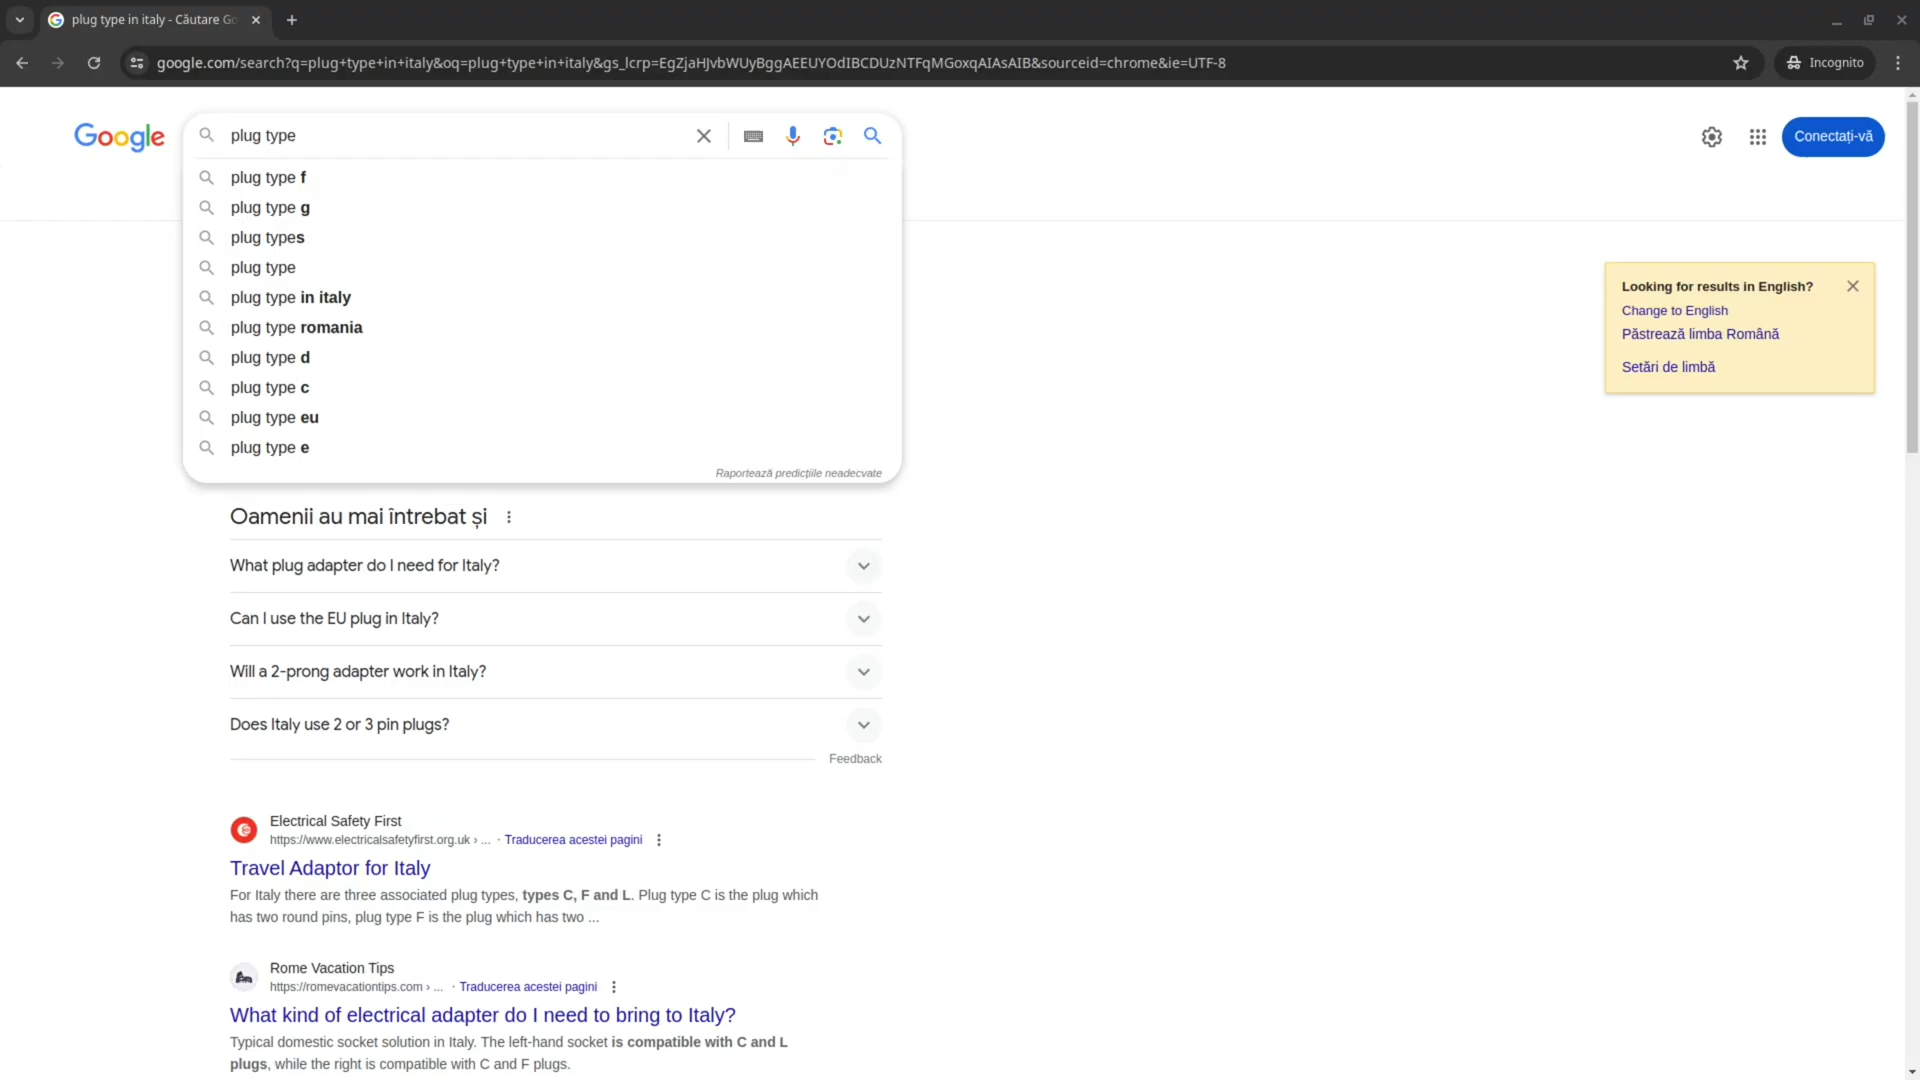 plug type in italy - Căutare Go
google.com/search?q=plug+type+in+italy&oq=plug+type+in+italy&gs_lcrp=EgZjaHJvbWUyBggAEEUYOdIBCDUzNTFqMGoxqAIAsAIB&sourceid=chrome&ie=UTF-8
Incognito
Google
plug type
Conectați-vă
plug type f
plug type g
plug types
plug type
plug type in italy
plug type romania
plug type d
plug type c
plug type eu
plug type e
Raportează predicțiile neadecvate
Looking for results in English?
Change to English
Păstrează limba Română
Setări de limbă
Oamenii au mai întrebat și
What plug adapter do I need for Italy?
Can I use the EU plug in Italy?
Will a 2-prong adapter work in Italy?
Does Italy use 2 or 3 pin plugs?
Feedback
Electrical Safety First
https://www.electricalsafetyfirst.org.uk › ... · Traducerea acestei pagini
Travel Adaptor for Italy
For Italy there are three associated plug types, types C, F and L. Plug type C is the plug which
has two round pins, plug type F is the plug which has two ...
Rome Vacation Tips
https://romevacationtips.com › ... · Traducerea acestei pagini
What kind of electrical adapter do I need to bring to Italy?
Typical domestic socket solution in Italy. The left-hand socket is compatible with C and L
plugs, while the right is compatible with C and F plugs.